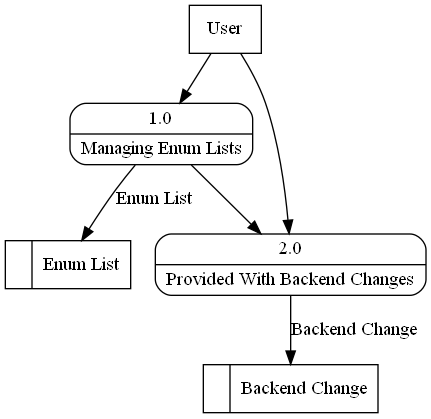 User
1.0
Managing Enum Lists
Enum List
Enum List
2.0
Provided With Backend Changes
Backend Change
Backend Change